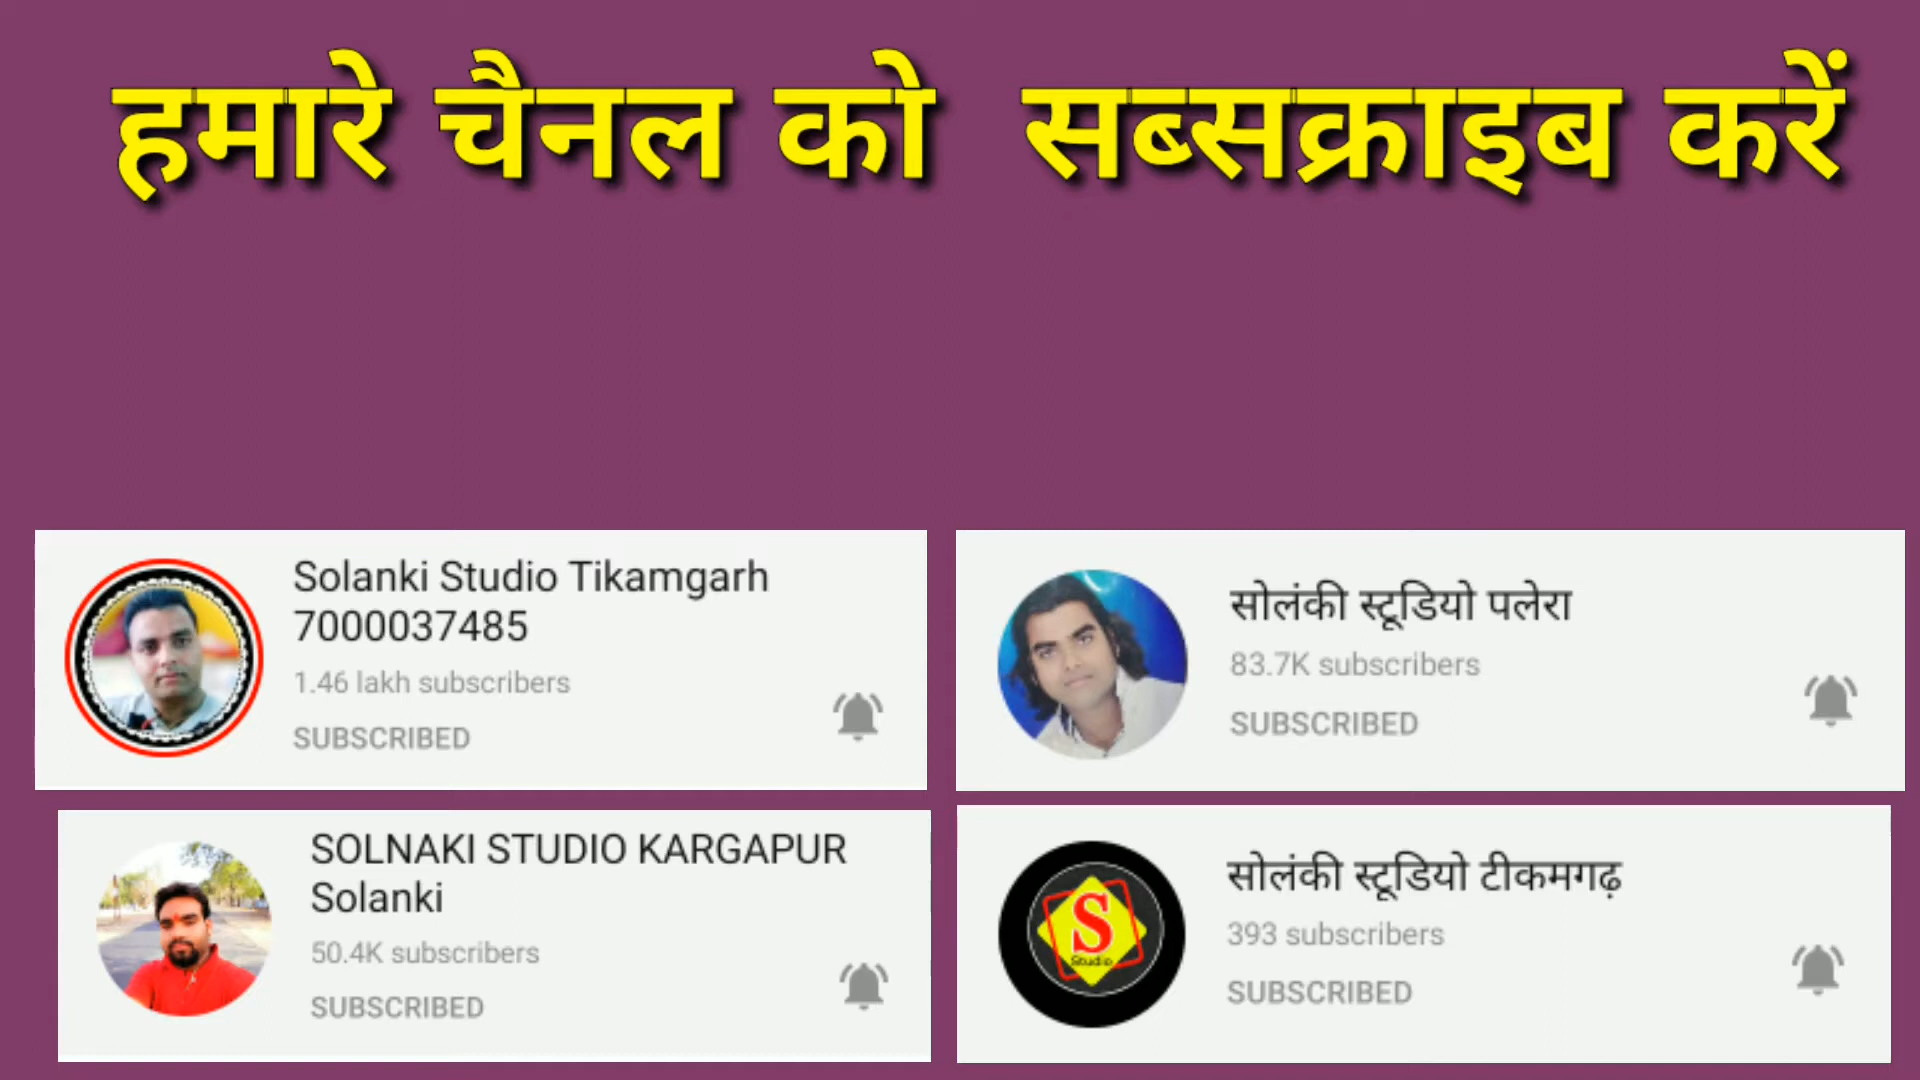 हमारे चैनल को सब्सक्राइब करें
Solanki Studio Tikamgarh
7000037485
1.46 lakh subscribers
SUBSCRIBED
सोलंकी स्टूडियो पलेरा
83.7K subscribers
SUBSCRIBED
SOLNAKI STUDIO KARGAPUR
Solanki
50.4K subscribers
SUBSCRIBED
S
Studio
सोलंकी स्टूडियो टीकमगढ़
393 subscribers
SUBSCRIBED